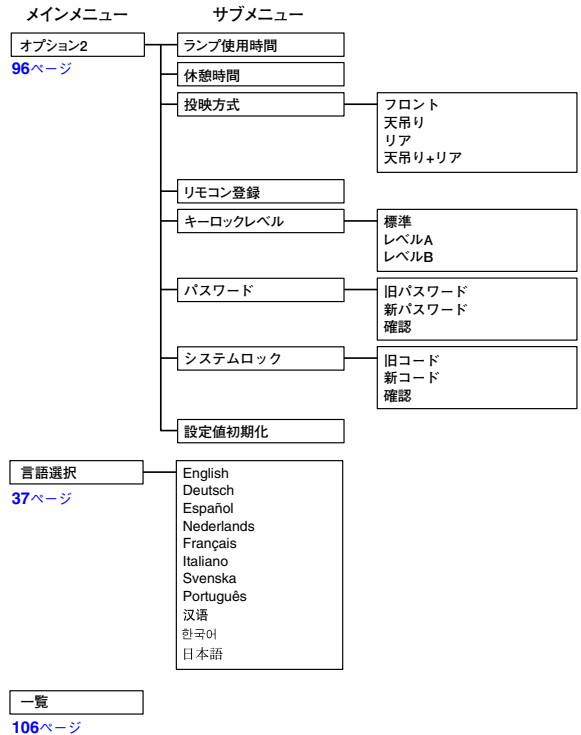 メインメニュー
サブメニュー
オプション2
96ページ
ランプ使用時間
休憩時間
投映方式
フロント
天吊り
リア
天吊り+リア
リモコン登録
キーロックレベル
標準
レベルA
レベルB
パスワード
旧パスワード
新パスワード
確認
システムロック
旧コード
新コード
確認
設定値初期化
言語選択
37ページ
English
Deutsch
Español
Nederlands
Français
Italiano
Svenska
Português
汉语
한국어
日本語
一覧
106ページ